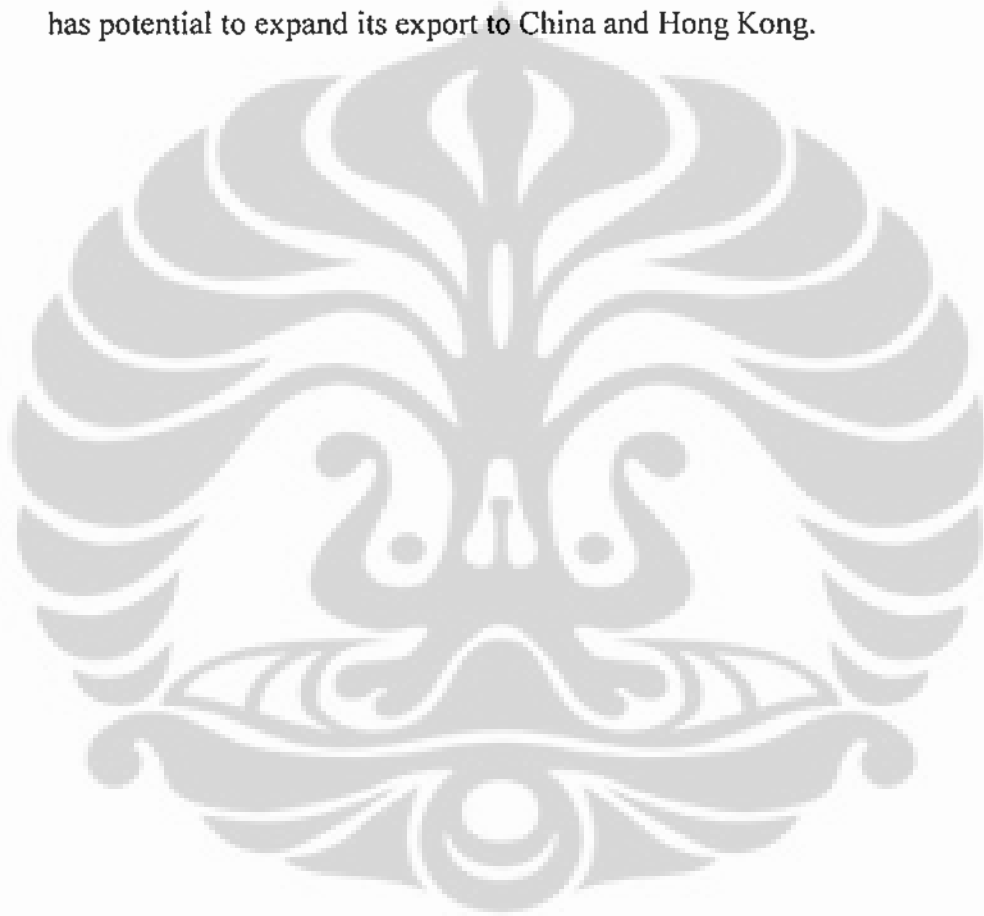 has potential to expand its export to China and Hong Kong.